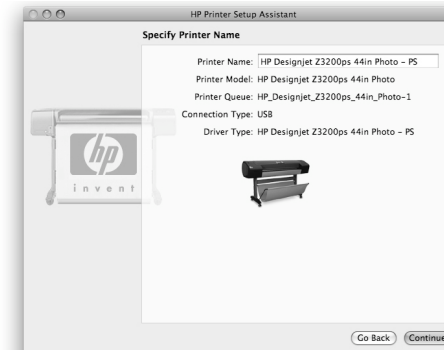 HP Printer Setup Assistant
Specify Printer Name
Printer Name: HP Designjet Z3200ps 44in Photo - PS
Printer Model: HP Designjet Z3200ps 44in Photo
Printer Queue: HP_Designjet_Z3200ps_44in_Photo-1
Connection Type: USB
Driver Type: HP Designjet Z3200ps 44in Photo - PS
hp
invent
Go Back Continue